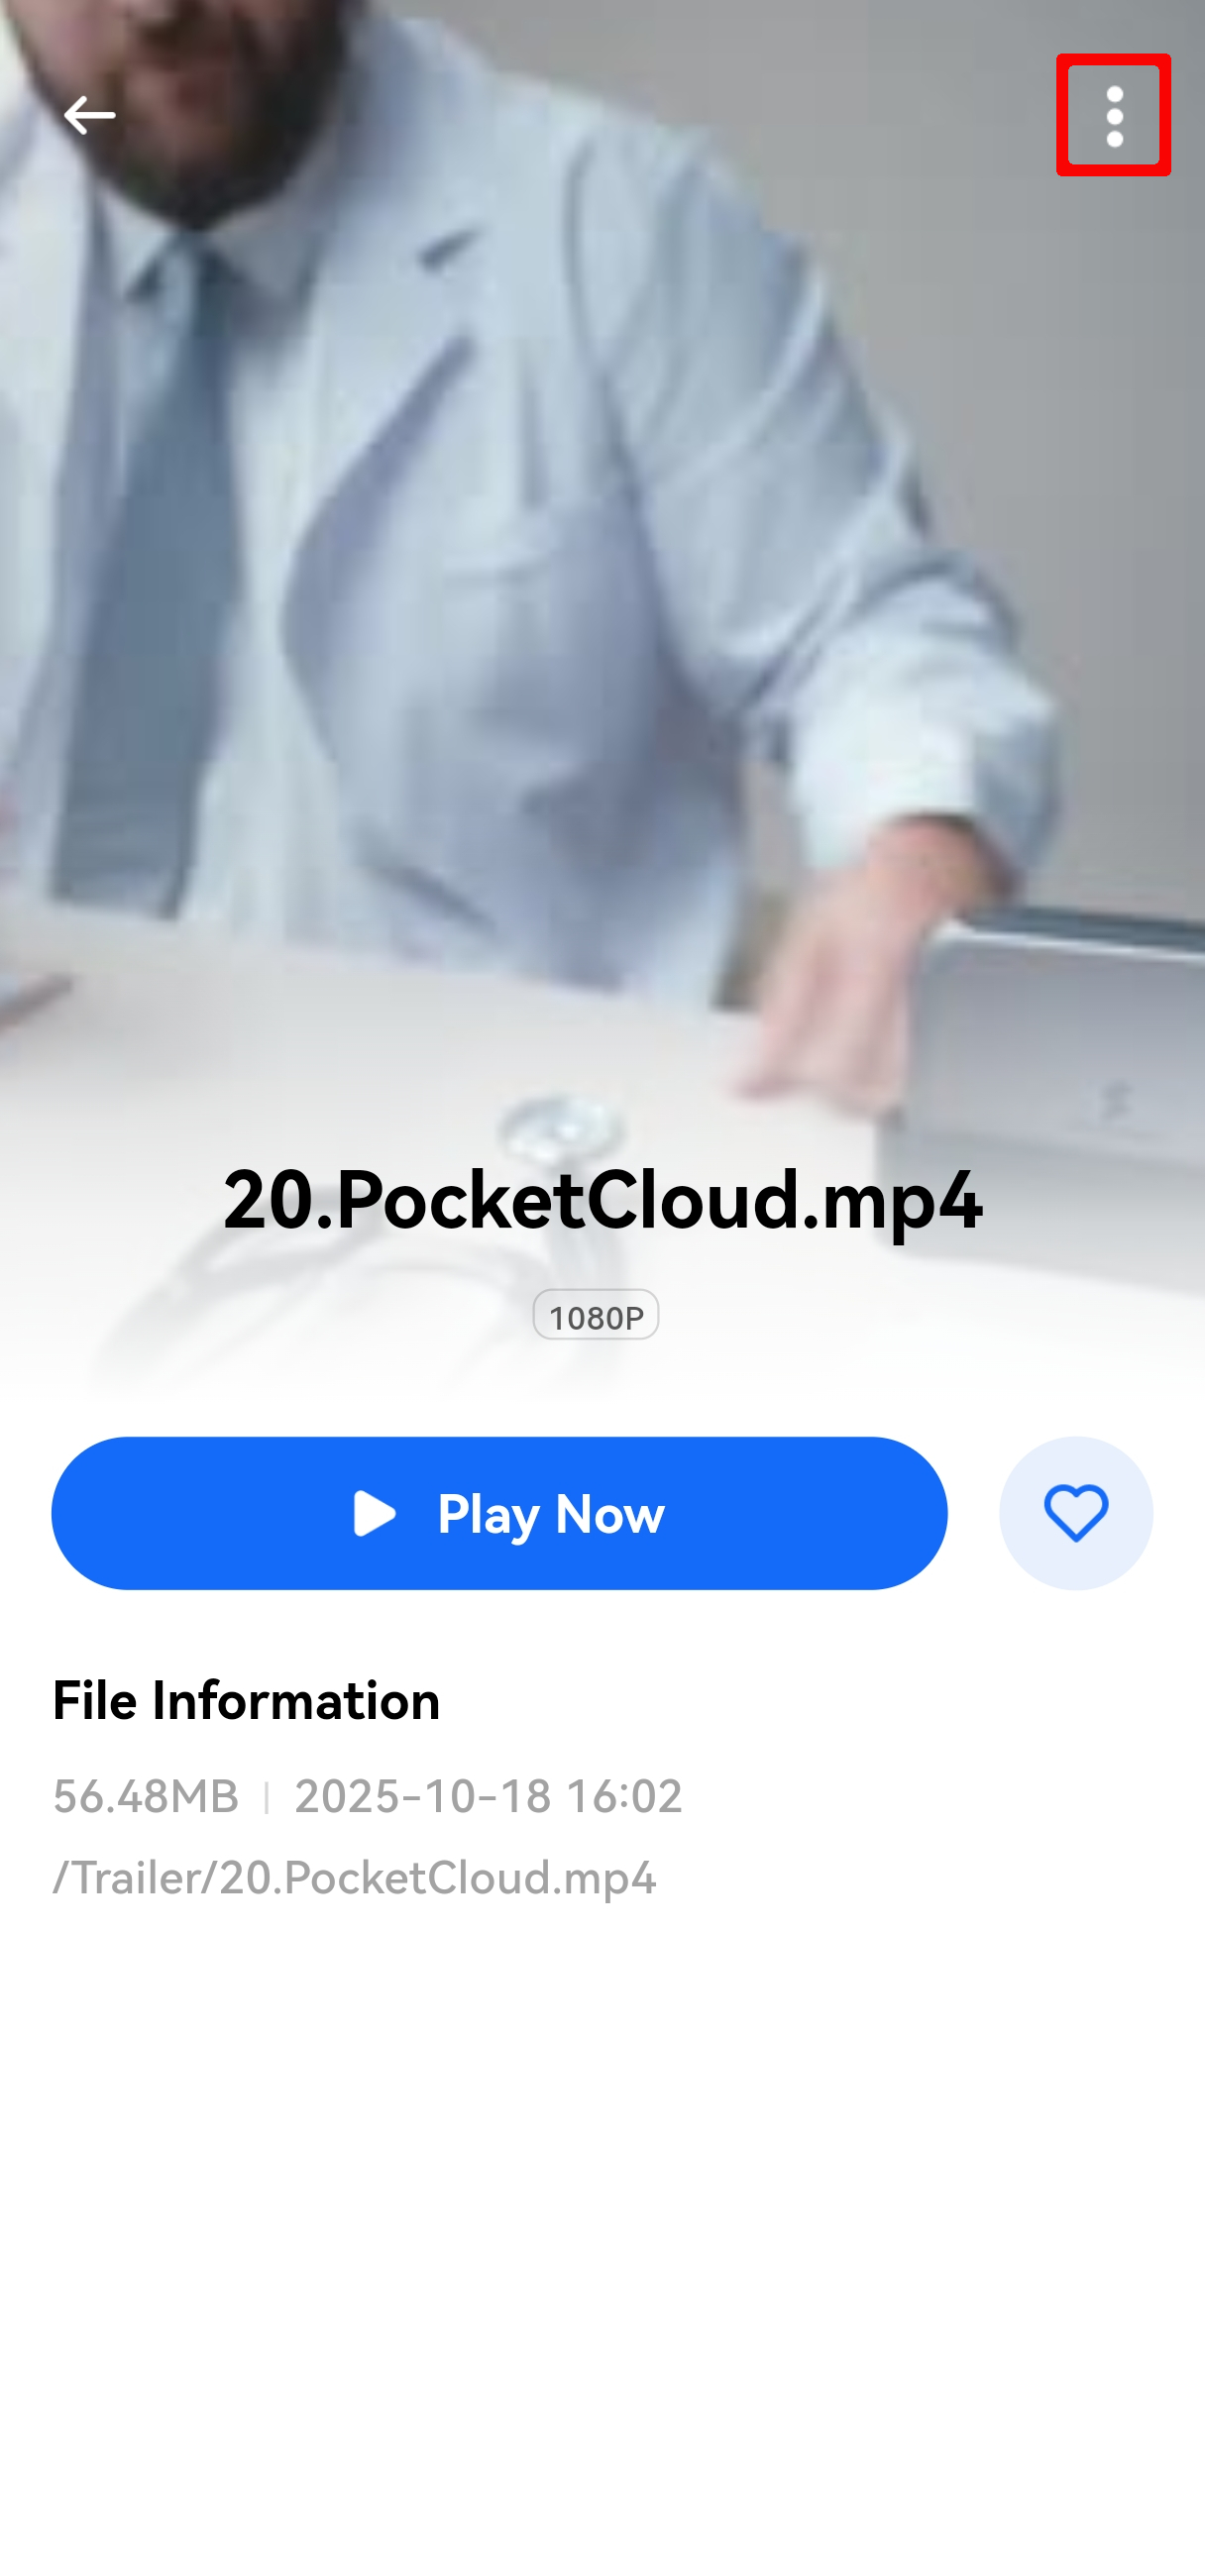 20.PocketCloud.mp4
1080P
Play Now
File Information
56.48MB | 2025-10-18 16:02
/Trailer/20.PocketCloud.mp4